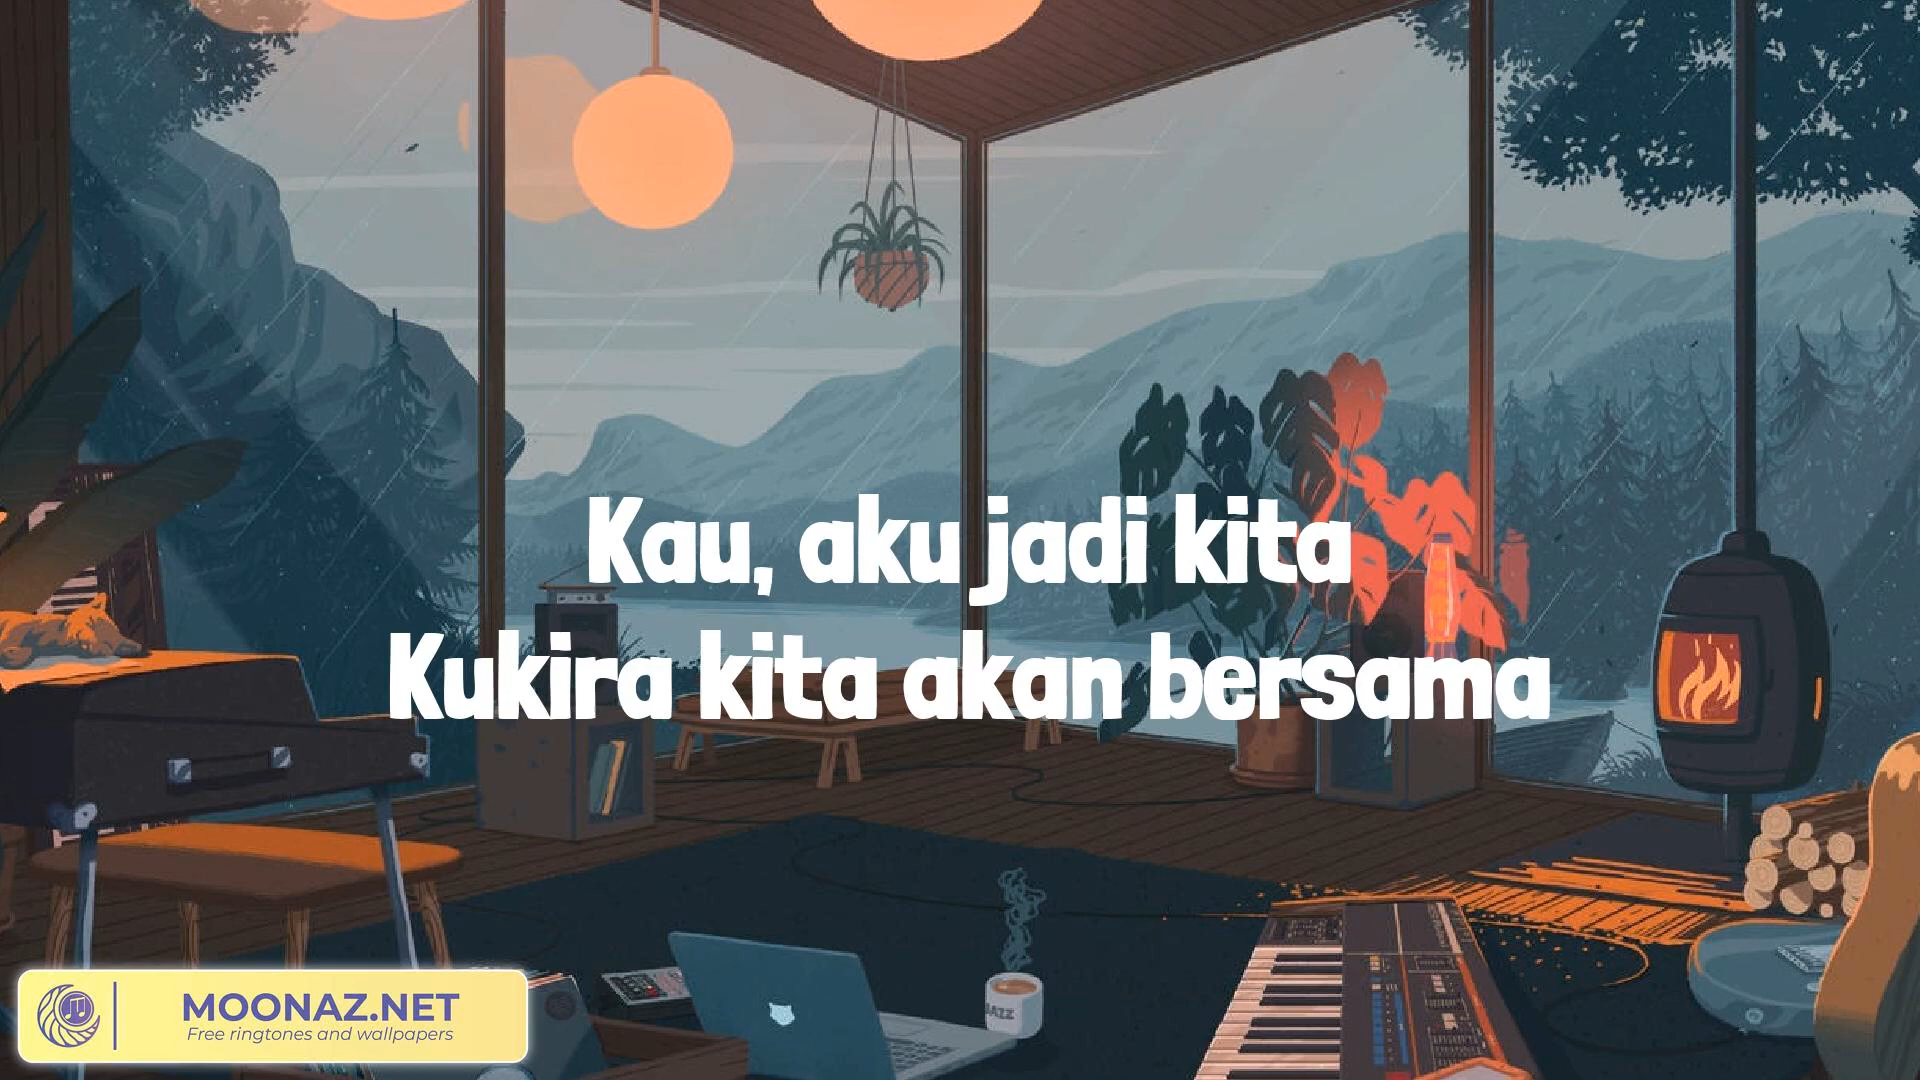 Kau, aku jadi kita
Kukira kita akan bersama
JAZZ
MOONAZ.NET
Free ringtones and wallpapers